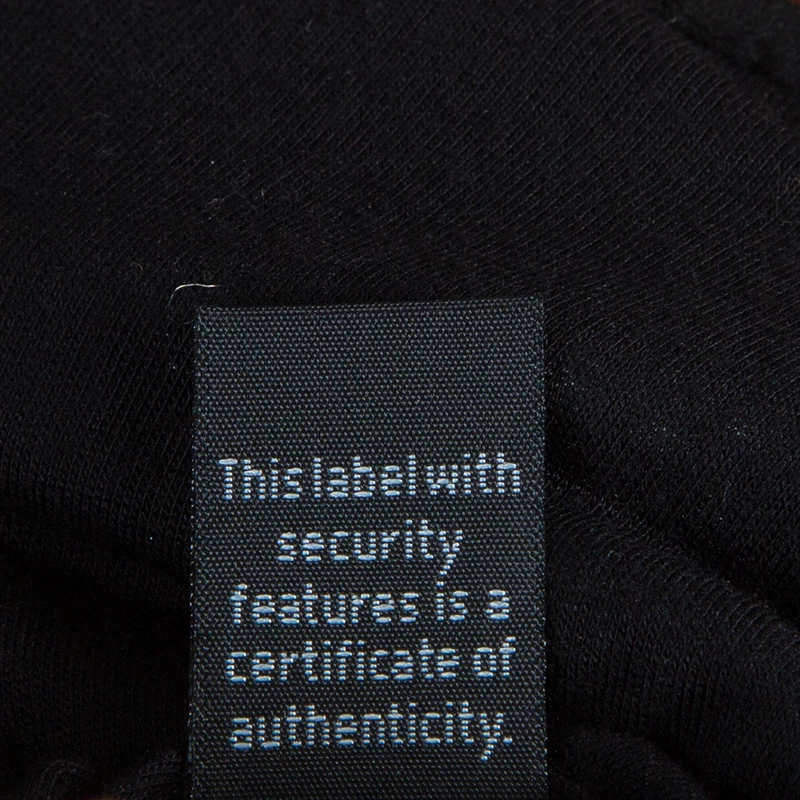 This label with
security
features is a
certificate of
authenticity.